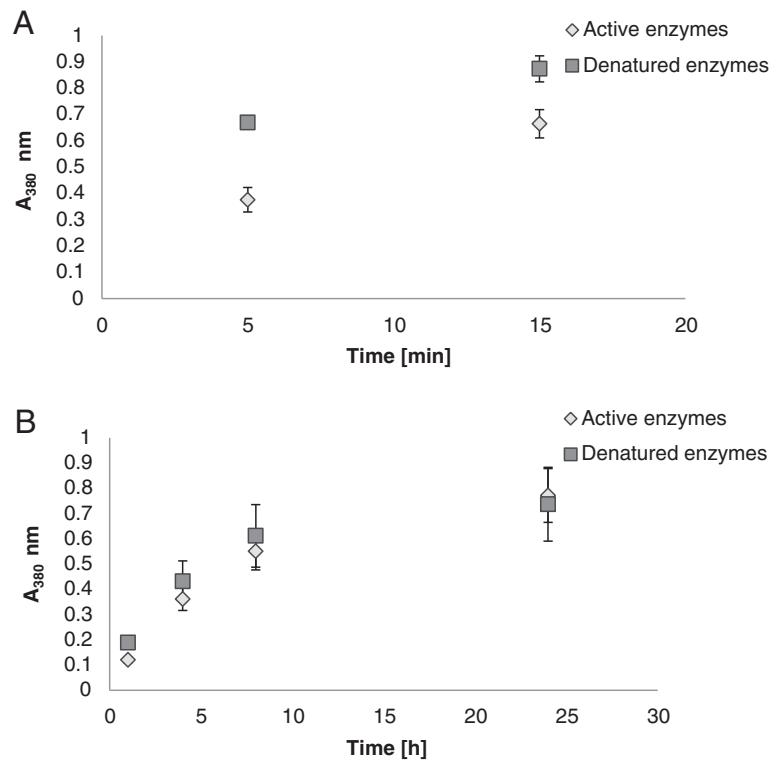 A
Active enzymes
Denatured enzymes
1
0.9
0.8
0.7
0.6
0.5
0.4
0.3
0.2
0.1
0
A380 nm
0 5 10 15 20
Time [min]
B
Active enzymes
Denatured enzymes
1
0.9
0.8
0.7
0.6
0.5
0.4
0.3
0.2
0.1
0
A380 nm
0 5 10 15 20 25 30
Time [h]